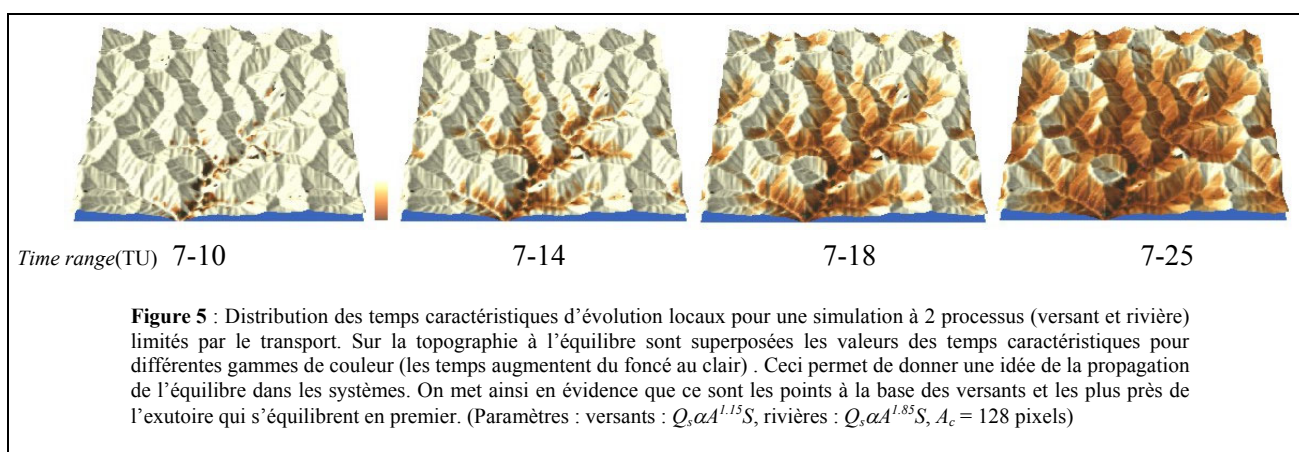 Time range(TU) 7-10 7-14 7-18 7-25
Figure 5 : Distribution des temps caractéristiques d’évolution locaux pour une simulation à 2 processus (versant et rivière)
limités par le transport. Sur la topographie à l’équilibre sont superposées les valeurs des temps caractéristiques pour
différentes gammes de couleur (les temps augmentent du foncé au clair) . Ceci permet de donner une idée de la propagation
de l’équilibre dans les systèmes. On met ainsi en évidence que ce sont les points à la base des versants et les plus près de
l’exutoire qui s’équilibrent en premier. (Paramètres : versants : QₛαA¹·¹⁵S, rivières : QₛαA¹·⁸⁵S, A꜀ = 128 pixels)